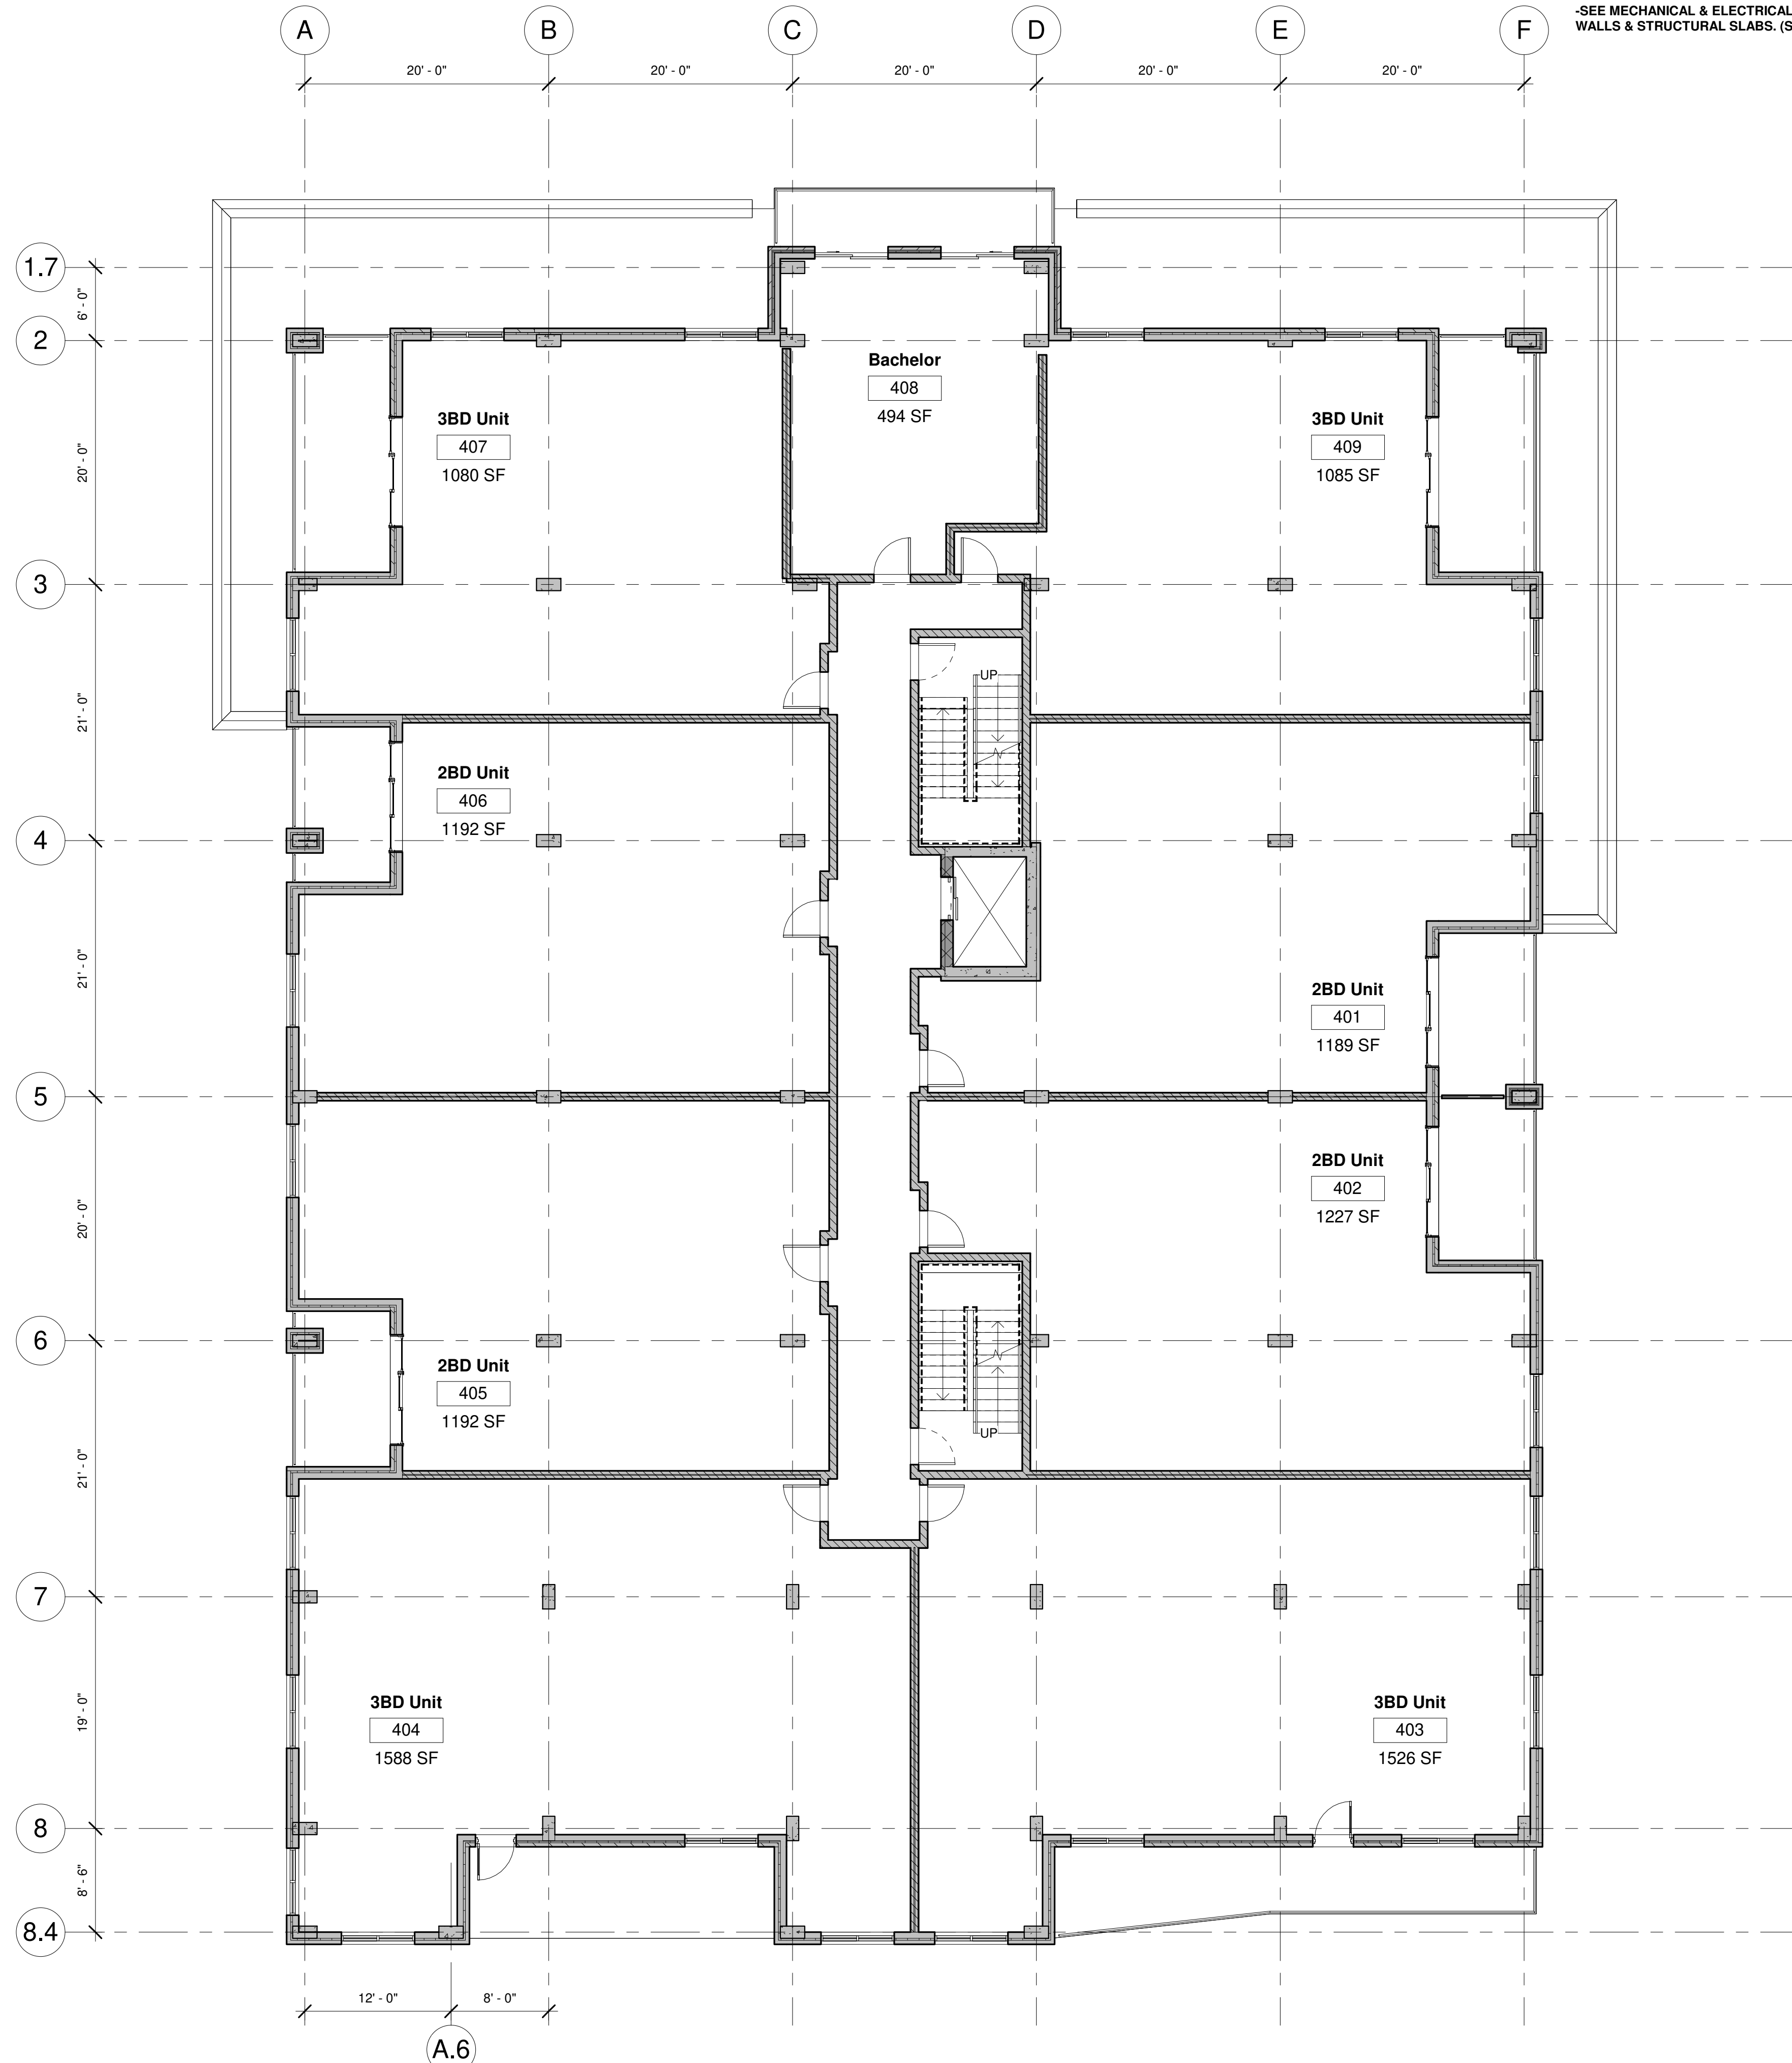 -SEE MECHANICAL & ELECTRICAL
WALLS & STRUCTURAL SLABS. (S
A
B
C
D
E
F
20' - 0"
20' - 0"
20' - 0"
20' - 0"
20' - 0"
1.7
6' - 0"
2
Bachelor
408
494 SF
3BD Unit
407
1080 SF
3BD Unit
409
1085 SF
20' - 0"
3
UP
21' - 0"
2BD Unit
406
1192 SF
4
21' - 0"
2BD Unit
401
1189 SF
5
2BD Unit
402
1227 SF
20' - 0"
6
2BD Unit
405
1192 SF
UP
21' - 0"
7
3BD Unit
404
1588 SF
3BD Unit
403
1526 SF
19' - 0"
8
8' - 6"
8.4
12' - 0"
8' - 0"
A.6